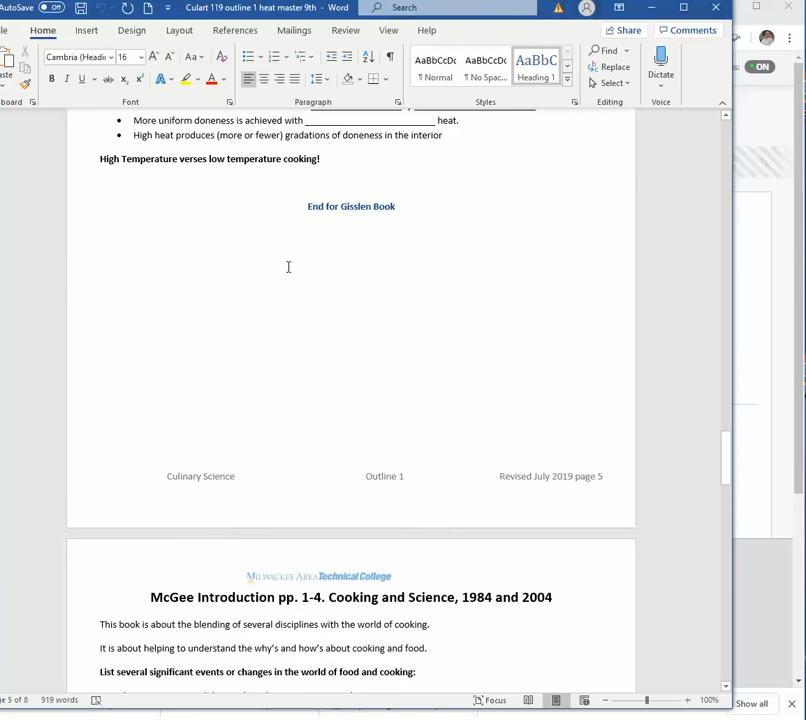 AutoSave Off Culart 119 outline 1 heat master 9th - Word Search
Home Insert Draw Design Layout References Mailings Review View Help Share Comments
Cambria (Headi 16 AaBbCcDc AaBbCcDc AaBbC Find
Replace
¶ Normal ¶ No Spac... Heading 1 Select Dictate
Font Paragraph Styles Editing Voice
ON
More uniform doneness is achieved with ________ heat.
High heat produces (more or fewer) gradations of doneness in the interior
High Temperature verses low temperature cooking!
End for Gisslen Book
Culinary Science Outline 1 Revised July 2019 page 5
MILWAUKEE AREA Technical College
McGee Introduction pp. 1-4. Cooking and Science, 1984 and 2004
This book is about the blending of several disciplines with the world of cooking.
It is about helping to understand the why's and how's about cooking and food.
List several significant events or changes in the world of food and cooking:
5 of 8 919 words Focus 100%
Show all